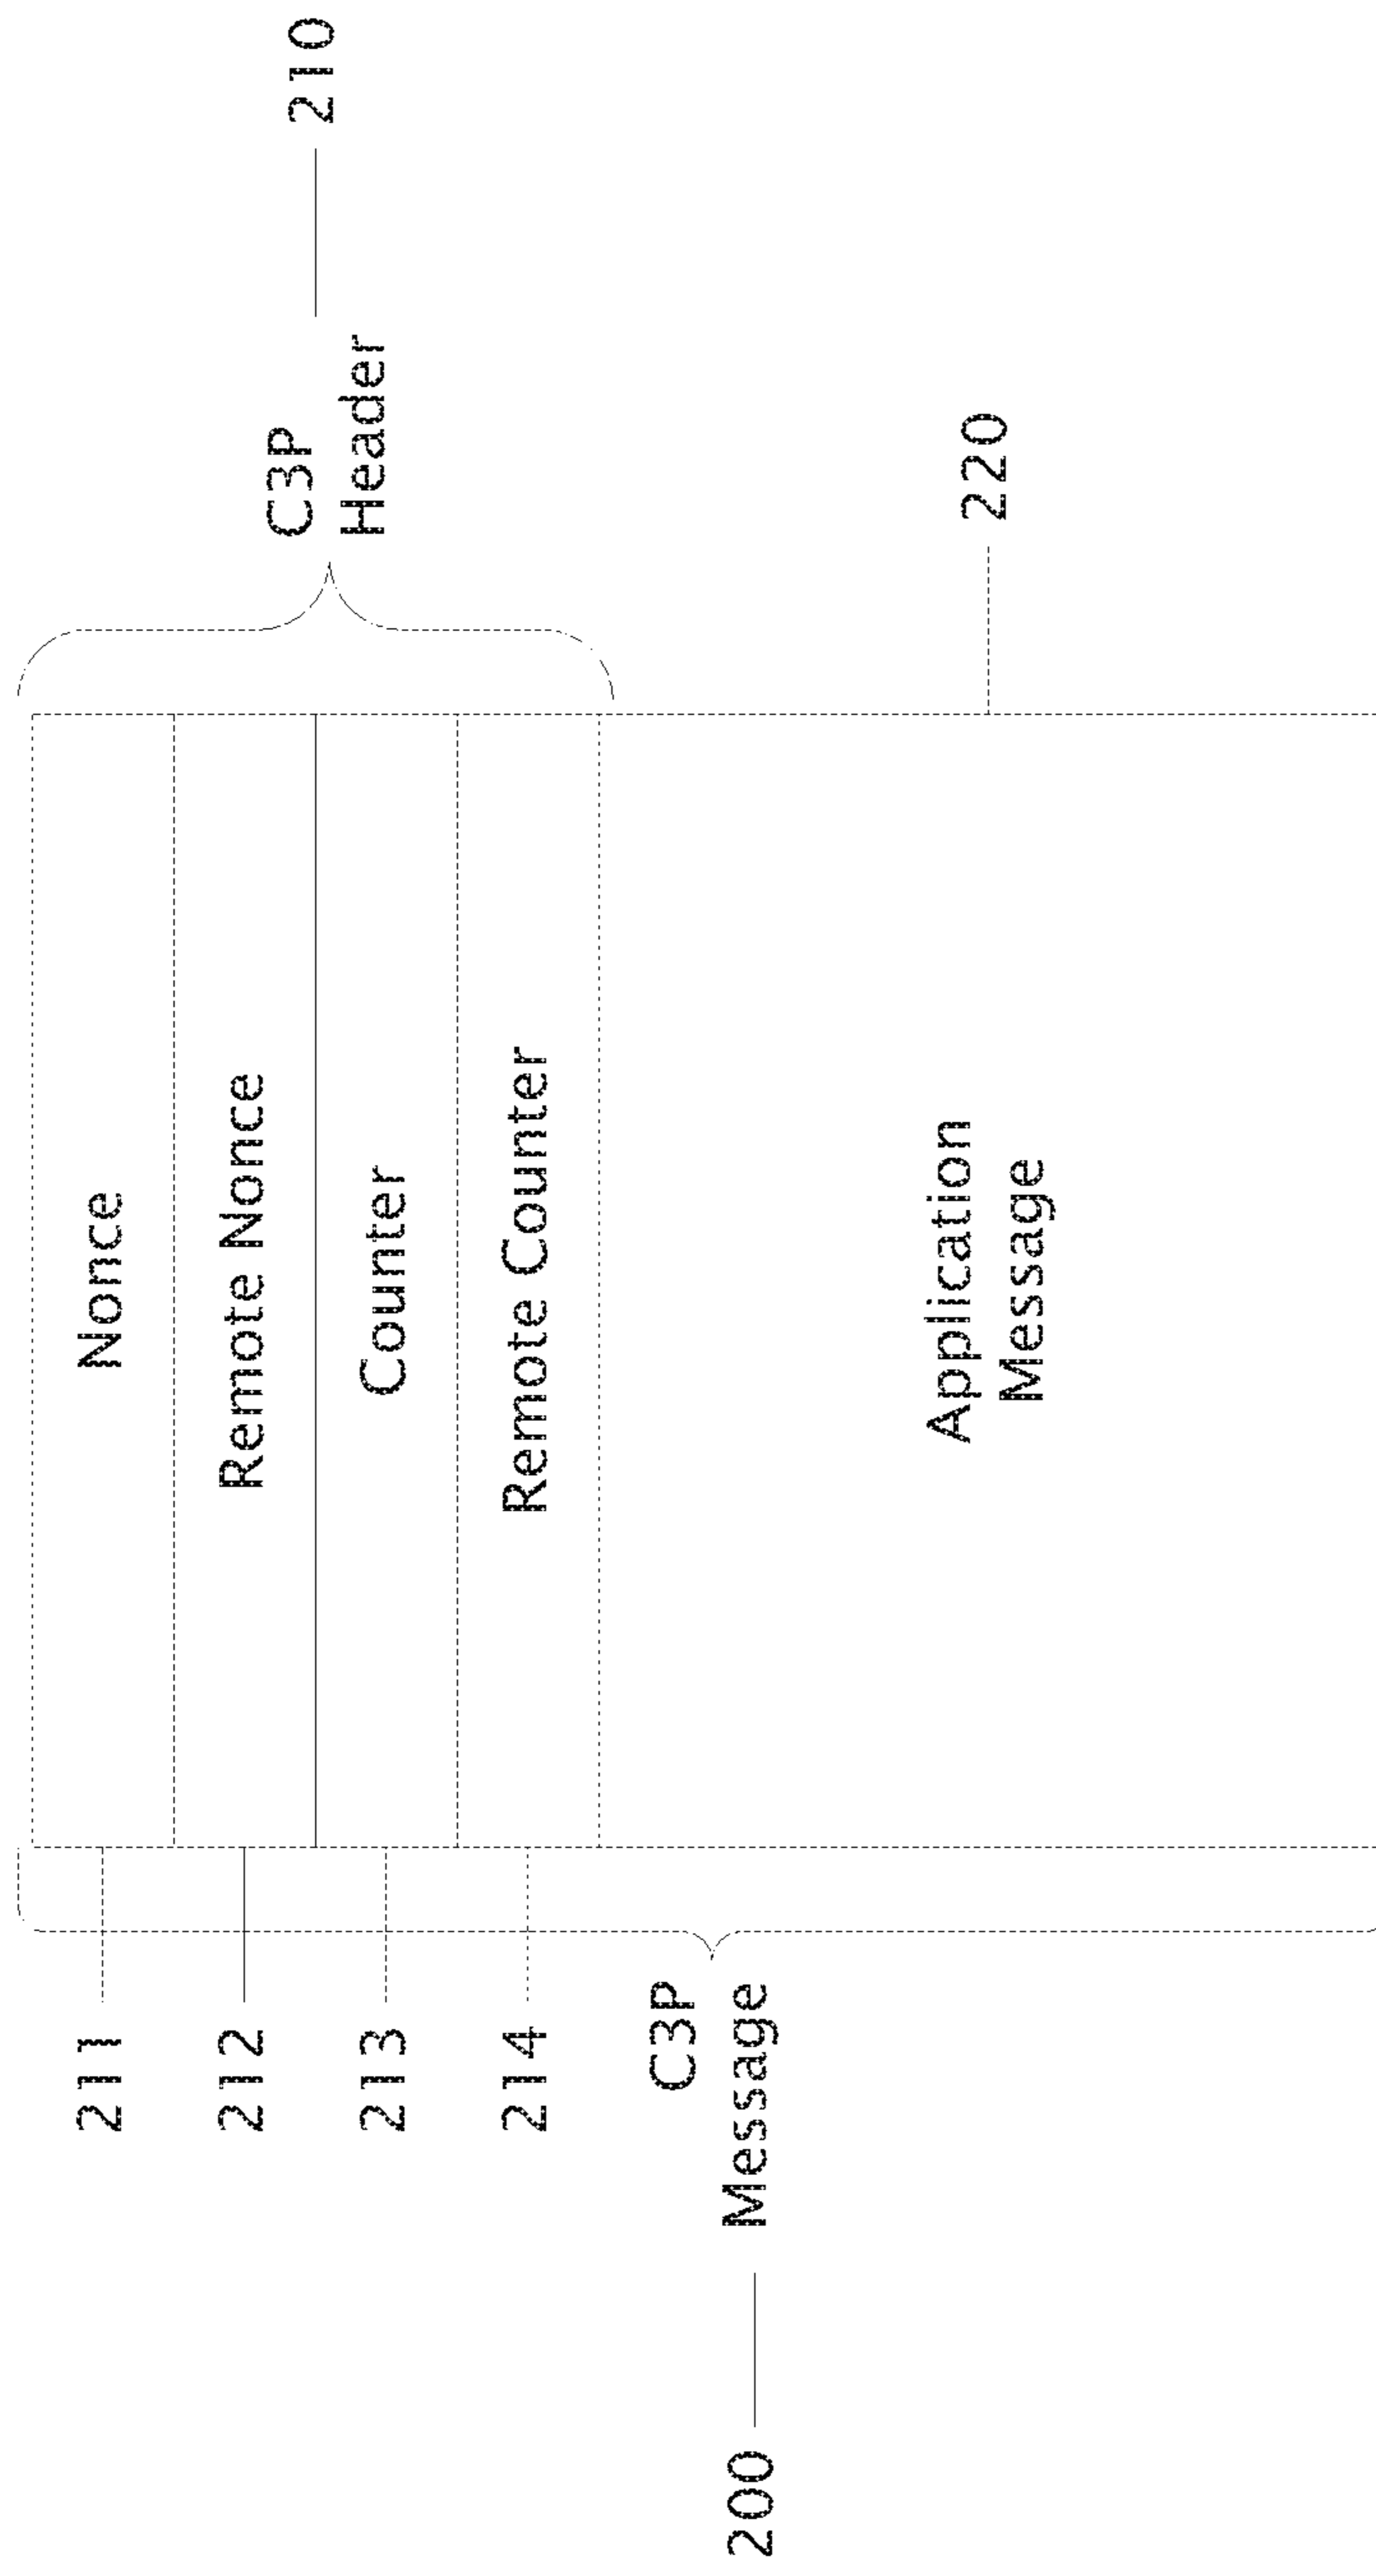 211
Nonce
212
Remote Nonce
213
Counter
214
Remote Counter
C3P
Header
210
200
C3P
Message
Application
Message
220